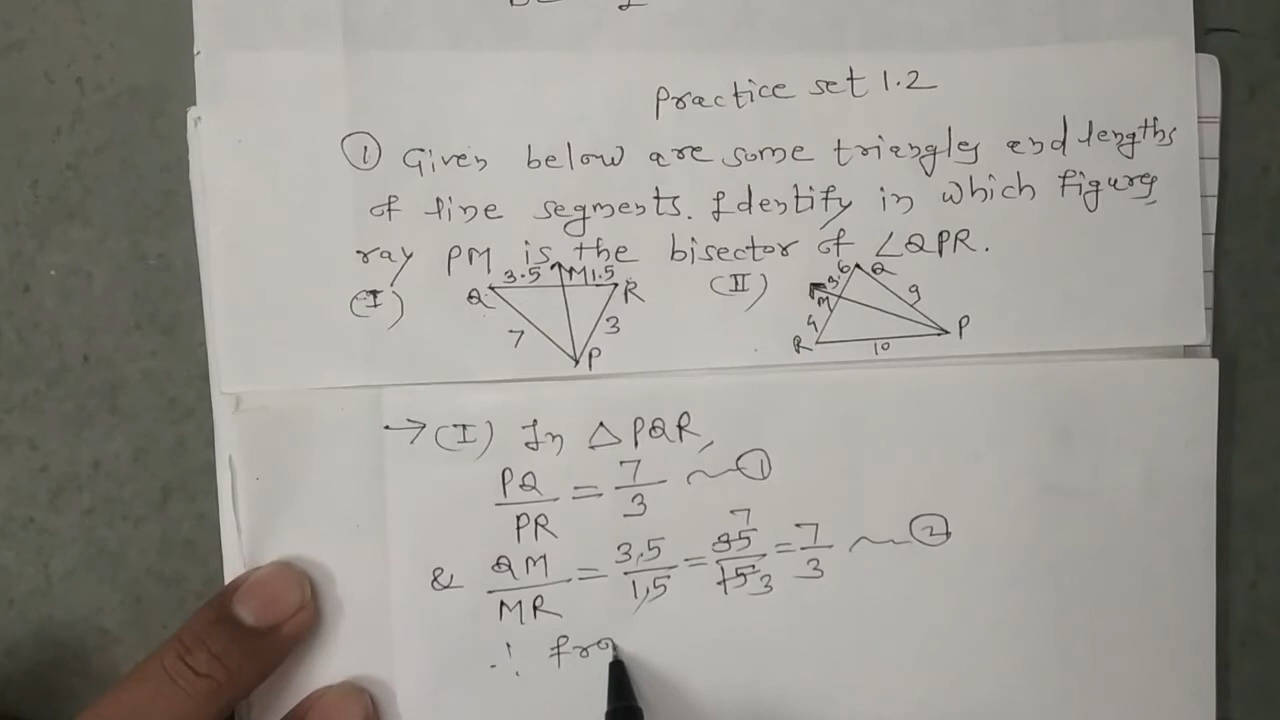 Practice set 1.2
① Given below are some triangles and lengths
of line segments. Identify in which figures,
ray PM is the bisector of ∠QPR.
(I) Q 3.5 M 1.5 R 7 3 P
(II) 3.6 Q M 9 4 R 10 P
→ (I) In △PQR,
PQ/PR = 7/3 ~ ①
& QM/MR = 3.5/1.5 = 35/15 = 7/3 ~ ②
∴ fro